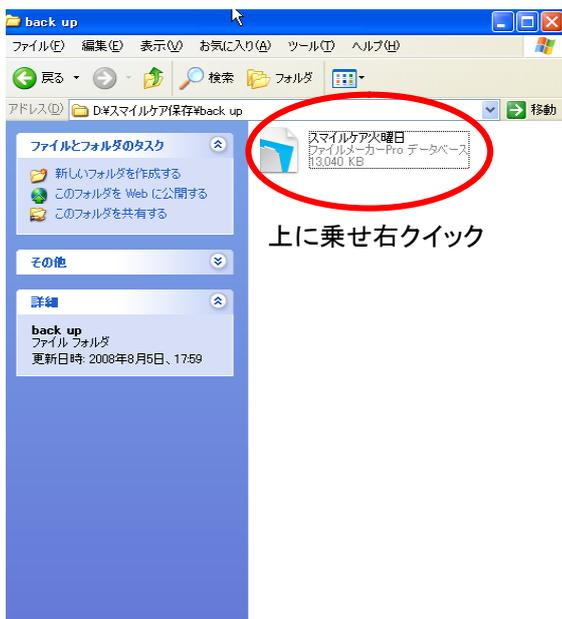 back up
ファイル(F) 編集(E) 表示(V) お気に入り(A) ツール(T) ヘルプ(H)
戻る 検索 フォルダ
アドレス(D) D:¥スマイルケア保存¥back up 移動
ファイルとフォルダのタスク
新しいフォルダを作成する
このフォルダを Web に公開する
このフォルダを共有する
その他
詳細
back up
ファイル フォルダ
更新日時: 2008年8月5日、17:59
スマイルケア火曜日
ファイルメーカーPro データベース
13,040 KB
上に乗せ右クイック